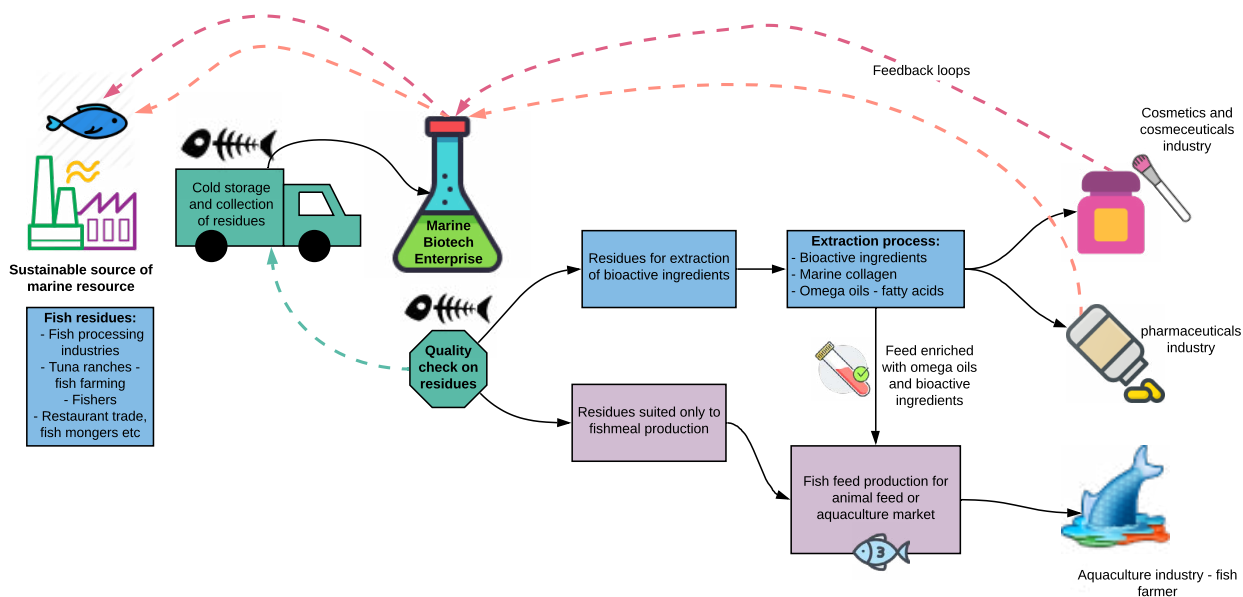 Feedback loops
Cosmetics and
cosmeceuticals
industry
Cold storage
and collection
of residues
Marine
Biotech
Enterprise
Sustainable source of
marine resource
Fish residues:
- Fish processing
industries
- Tuna ranches -
fish farming
- Fishers
- Restaurant trade,
fish mongers etc
Quality
check on
residues
Residues for extraction
of bioactive ingredients
Extraction process:
- Bioactive ingredients
- Marine collagen
- Omega oils - fatty acids
pharmaceuticals
industry
Feed enriched
with omega oils
and bioactive
ingredients
Residues suited only to
fishmeal production
Fish feed production for
animal feed or
aquaculture market
3
Aquaculture industry - fish
farmer